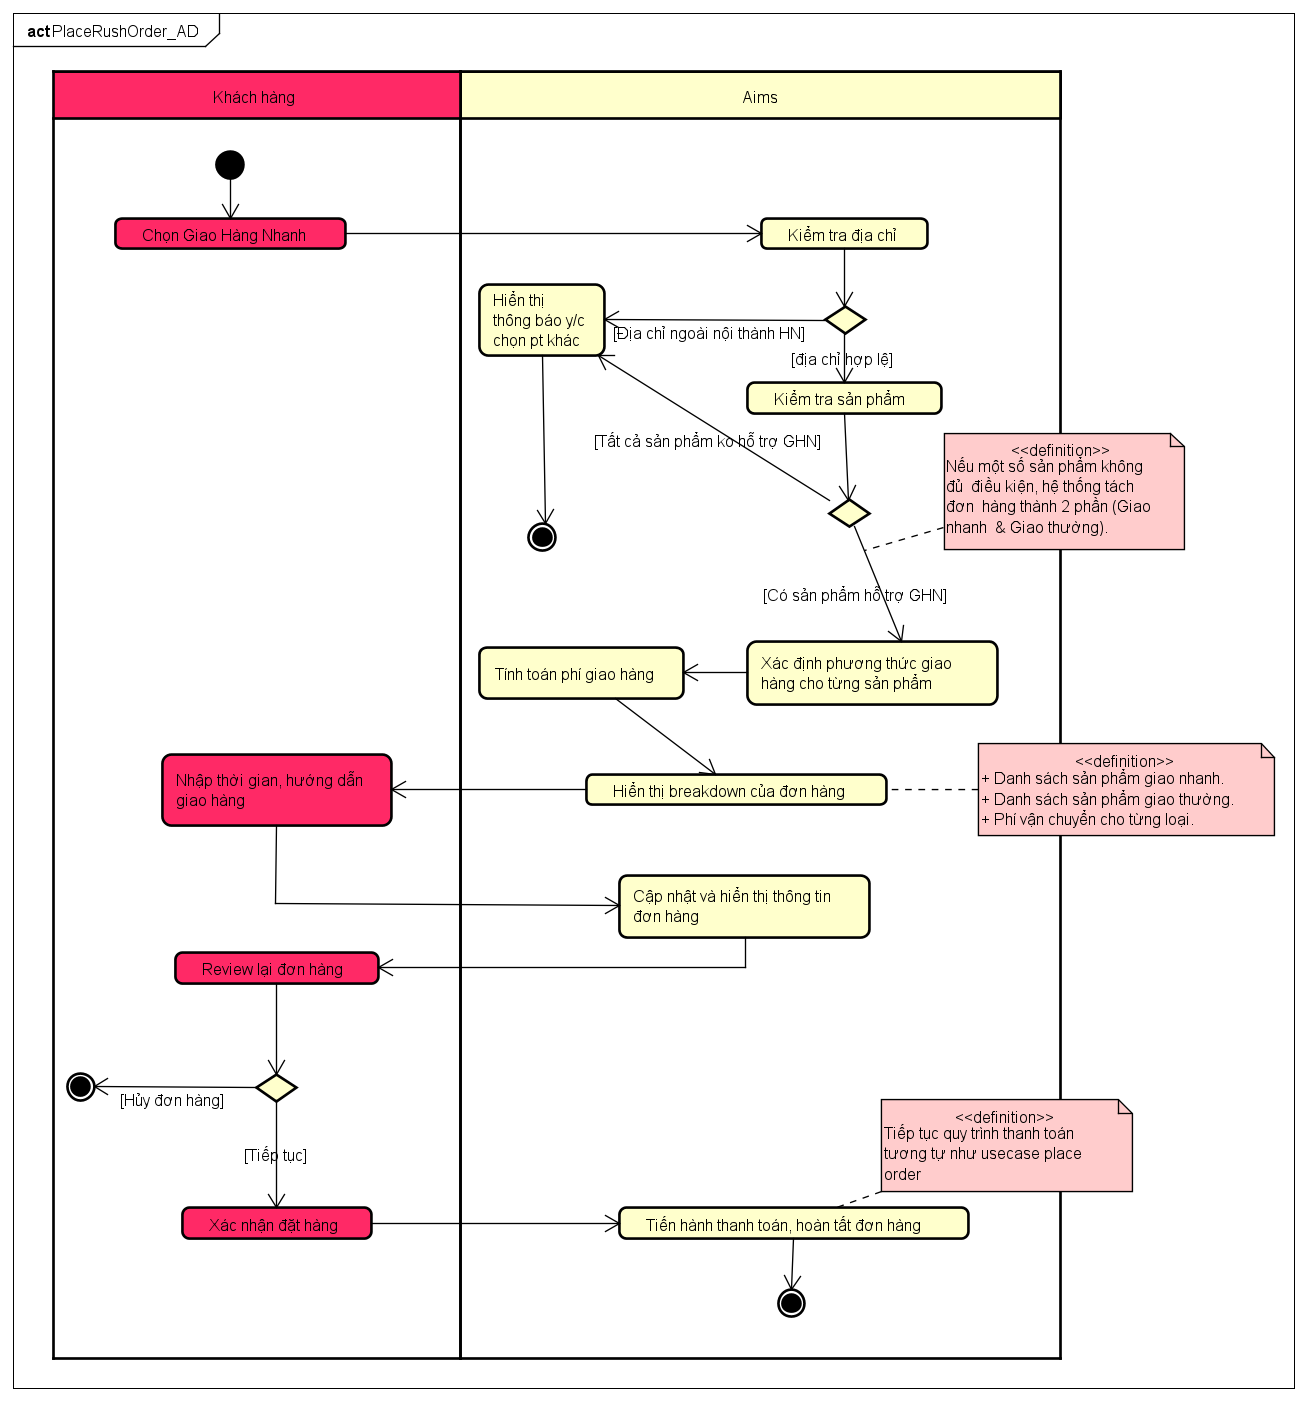 act PlaceRushOrder_AD
Khách hàng
Aims
Chọn Giao Hàng Nhanh
Kiểm tra địa chỉ
Hiển thị
thông báo y/c
chọn pt khác
[Địa chỉ ngoài nội thành HN]
[địa chỉ hợp lệ]
Kiểm tra sản phẩm
[Tất cả sản phẩm ko hỗ trợ GHN]
<<definition>>
Nếu một số sản phẩm không
đủ  điều kiện, hệ thống tách
đơn  hàng thành 2 phần (Giao
nhanh  & Giao thường).
[Có sản phẩm hỗ trợ GHN]
Xác định phương thức giao
hàng cho từng sản phẩm
Tính toán phí giao hàng
<<definition>>
+ Danh sách sản phẩm giao nhanh.
+ Danh sách sản phẩm giao thường.
+ Phí vận chuyển cho từng loại.
Hiển thị breakdown của đơn hàng
Nhập thời gian, hướng dẫn
giao hàng
Cập nhật và hiển thị thông tin
đơn hàng
Review lại đơn hàng
[Hủy đơn hàng]
[Tiếp tục]
<<definition>>
Tiếp tục quy trình thanh toán
tương tự như usecase place
order
Xác nhận đặt hàng
Tiến hành thanh toán, hoàn tất đơn hàng